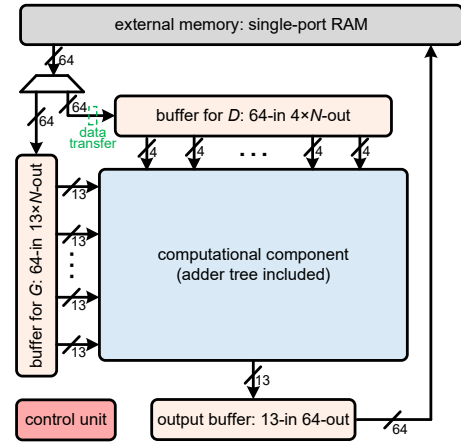 external memory: single-port RAM
64
64
64
data
transfer
buffer for D: 64-in 4×N-out
4
4
. . .
4
4
buffer for G: 64-in 13×N-out
13
13
13
13
computational component
(adder tree included)
13
control unit
output buffer: 13-in 64-out
64